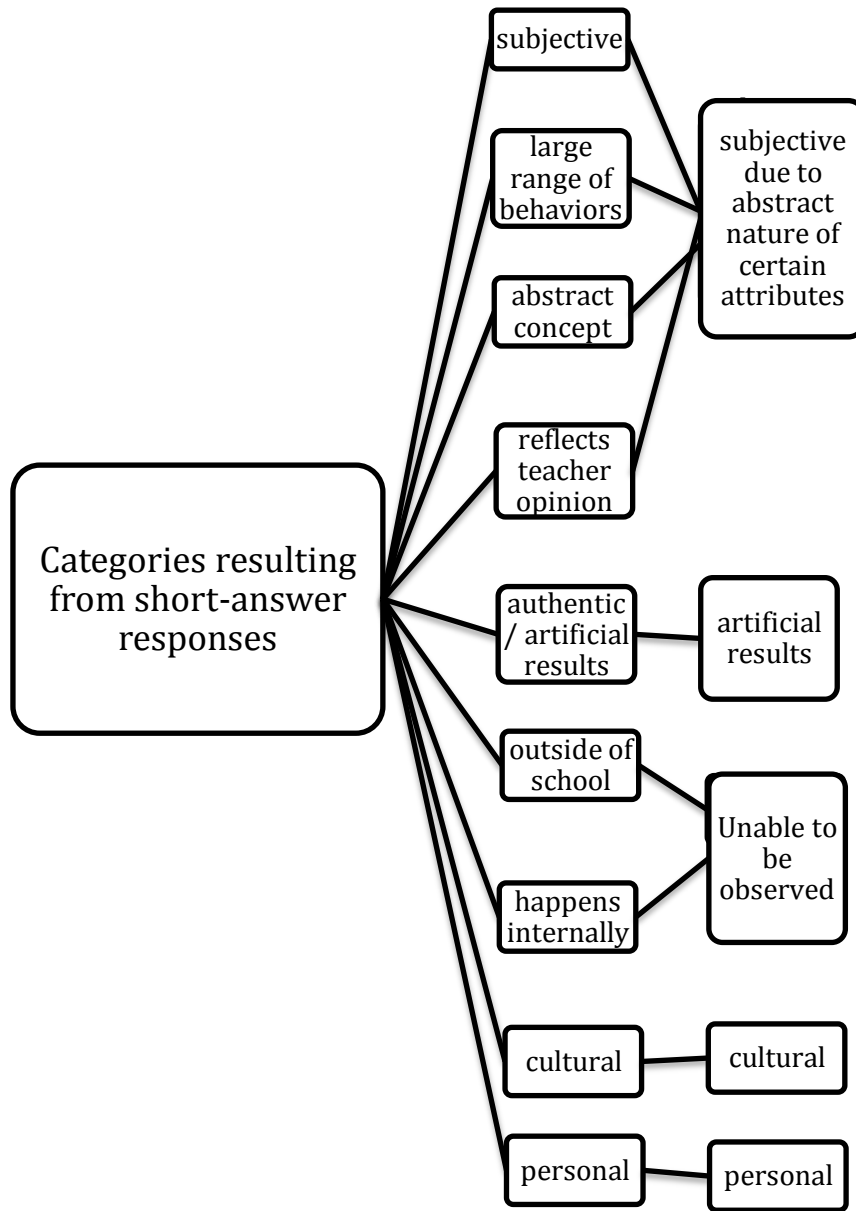 Categories resulting
from short-answer
responses
subjective
large
range of
behaviors
abstract
concept
reflects
teacher
opinion
authentic
/ artificial
results
outside of
school
happens
internally
cultural
personal
subjective
due to
abstract
nature of
certain
attributes
artificial
results
Unable to
be
observed
cultural
personal